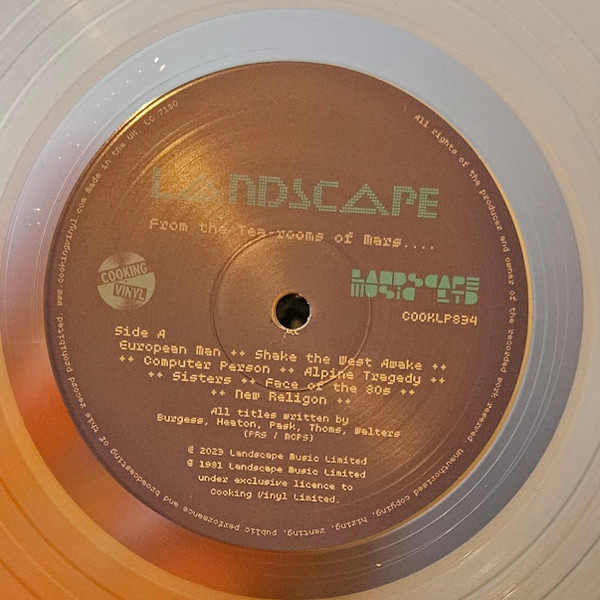 LANDSCAPE
From the Tea-rooms of Mars....
COOKING
VINYL
LANDSCAPE
MUSIC LTD
COOKLP834
Side A
European Man ++ Shake the West Awake ++
++ Computer Person ++ Alpine Tragedy ++
++ Sisters ++ Face of the 80s ++
++ New Religon ++
All titles written by
Burgess, Heaton, Pask, Thoms, Walters
(PRS / MCPS)
℗ 2023 Landscape Music Limited
© 1981 Landscape Music Limited
under exclusive licence to
Cooking Vinyl Limited.
All rights of the producer and owner of the recorded work reserved. Unauthorised copying, hiring, renting, public performance and broadcasting of this record prohibited. www.cookingvinyl.com Made in the UK. LC 7180